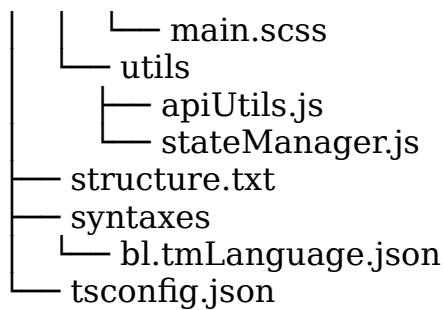 main.scss
utils
apiUtils.js
stateManager.js
structure.txt
syntaxes
bl.tmLanguage.json
tsconfig.json